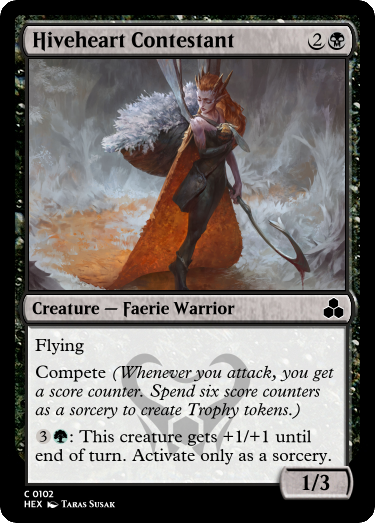 Hiveheart Contestant 2
Creature — Faerie Warrior
Flying
Compete (Whenever you attack, you get
a score counter. Spend six score counters
as a sorcery to create Trophy tokens.)
3 : This creature gets +1/+1 until
end of turn. Activate only as a sorcery.
1/3
C 0102
HEX Taras Susak